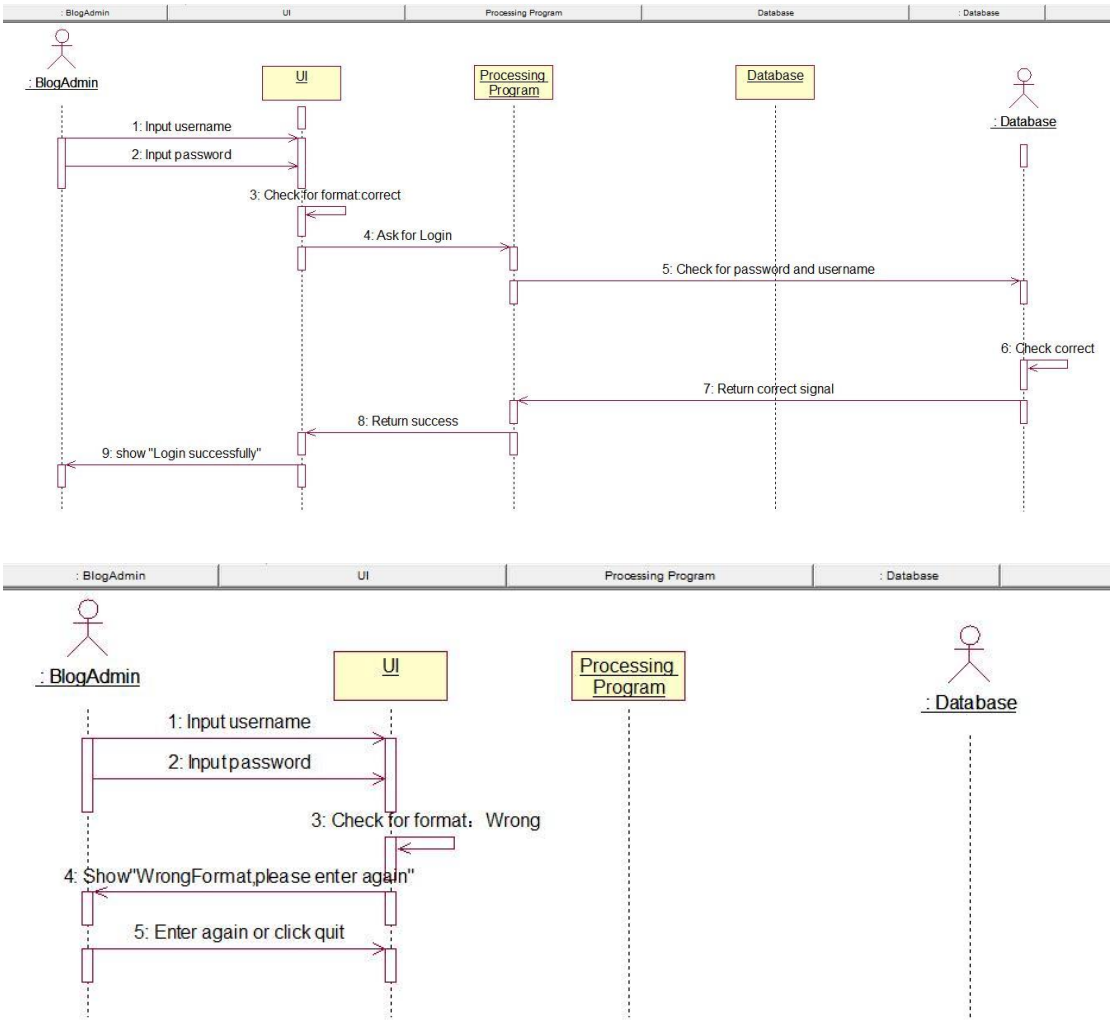 : BlogAdmin
UI
Processing Program
Database
: Database
: BlogAdmin
UI
Processing
Program
Database
: Database
1: Input username
2: Input password
3: Check for format:correct
4: Ask for Login
5: Check for password and username
6: Check correct
7: Return correct signal
8: Return success
9: show "Login successfully"
: BlogAdmin
UI
Processing Program
: Database
: BlogAdmin
UI
Processing
Program
: Database
1: Input username
2: Input password
3: Check for format：Wrong
4: Show"WrongFormat,please enter again"
5: Enter again or click quit